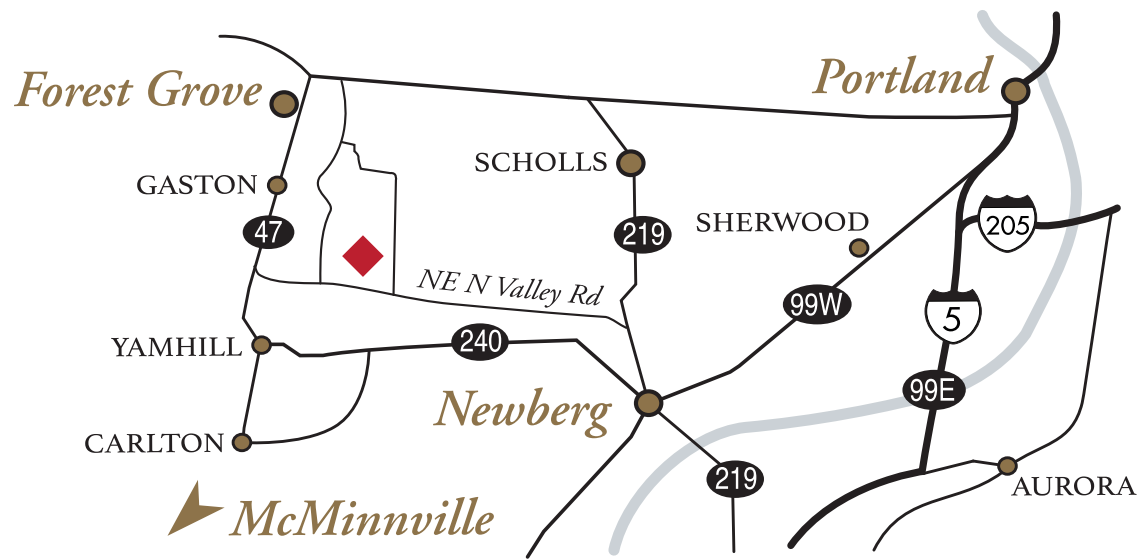 Portland
Forest Grove
SCHOLLS
GASTON
SHERWOOD
47
219
205
NE N Valley Rd
99W
5
240
YAMHILL
99E
Newberg
CARLTON
219
AURORA
McMinnville